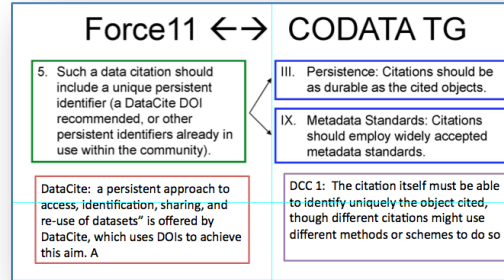 Force11 ←→ CODATA TG
5. Such a data citation should
include a unique persistent
identifier (a DataCite DOI
recommended, or other
persistent identifiers already in
use within the community).
III. Persistence: Citations should be
as durable as the cited objects.
IX. Metadata Standards: Citations
should employ widely accepted
metadata standards.
DataCite: a persistent approach to
access, identification, sharing, and
re-use of datasets” is offered by
DataCite, which uses DOIs to achieve
this aim. A
DCC 1: The citation itself must be able
to identify uniquely the object cited,
though different citations might use
different methods or schemes to do so